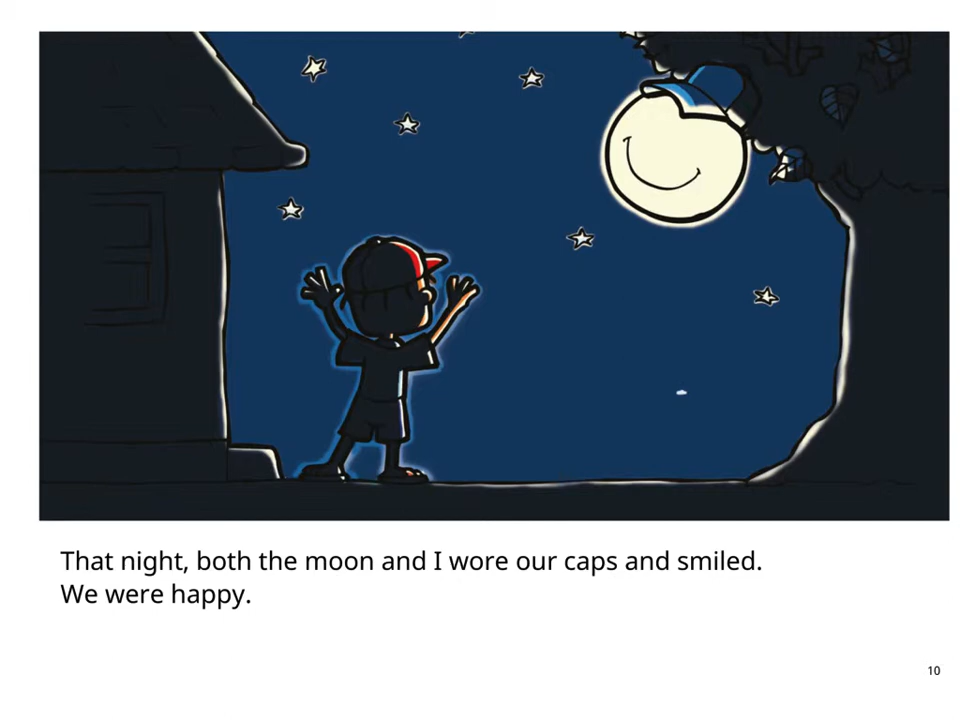 That night, both the moon and I wore our caps and smiled.
We were happy.
10